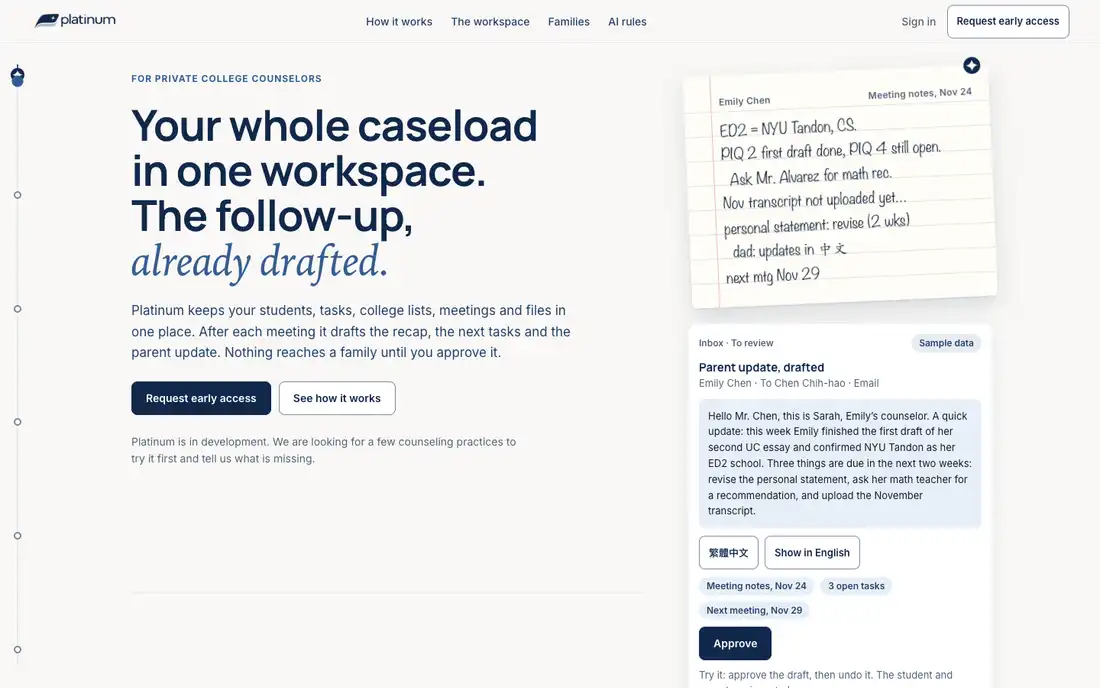 platinum
How it works
The workspace
Families
AI rules
Sign in
Request early access
FOR PRIVATE COLLEGE COUNSELORS
Your whole caseload
in one workspace.
The follow-up,
already drafted.
Platinum keeps your students, tasks, college lists, meetings and files in
one place. After each meeting it drafts the recap, the next tasks and the
parent update. Nothing reaches a family until you approve it.
Request early access
See how it works
Platinum is in development. We are looking for a few counseling practices to
try it first and tell us what is missing.
Emily Chen
Meeting notes, Nov 24
ED2 = NYU Tandon, CS.
PIQ 2 first draft done, PIQ 4 still open.
Ask Mr. Alvarez for math rec.
Nov transcript not uploaded yet...
personal statement: revise (2 wks)
dad: updates in 中文
next mtg Nov 29
Inbox · To review
Sample data
Parent update, drafted
Emily Chen · To Chen Chih-hao · Email
Hello Mr. Chen, this is Sarah, Emily’s counselor. A quick
update: this week Emily finished the first draft of her
second UC essay and confirmed NYU Tandon as her
ED2 school. Three things are due in the next two weeks:
revise the personal statement, ask her math teacher for
a recommendation, and upload the November
transcript.
繁體中文
Show in English
Meeting notes, Nov 24
3 open tasks
Next meeting, Nov 29
Approve
Try it: approve the draft, then undo it. The student and